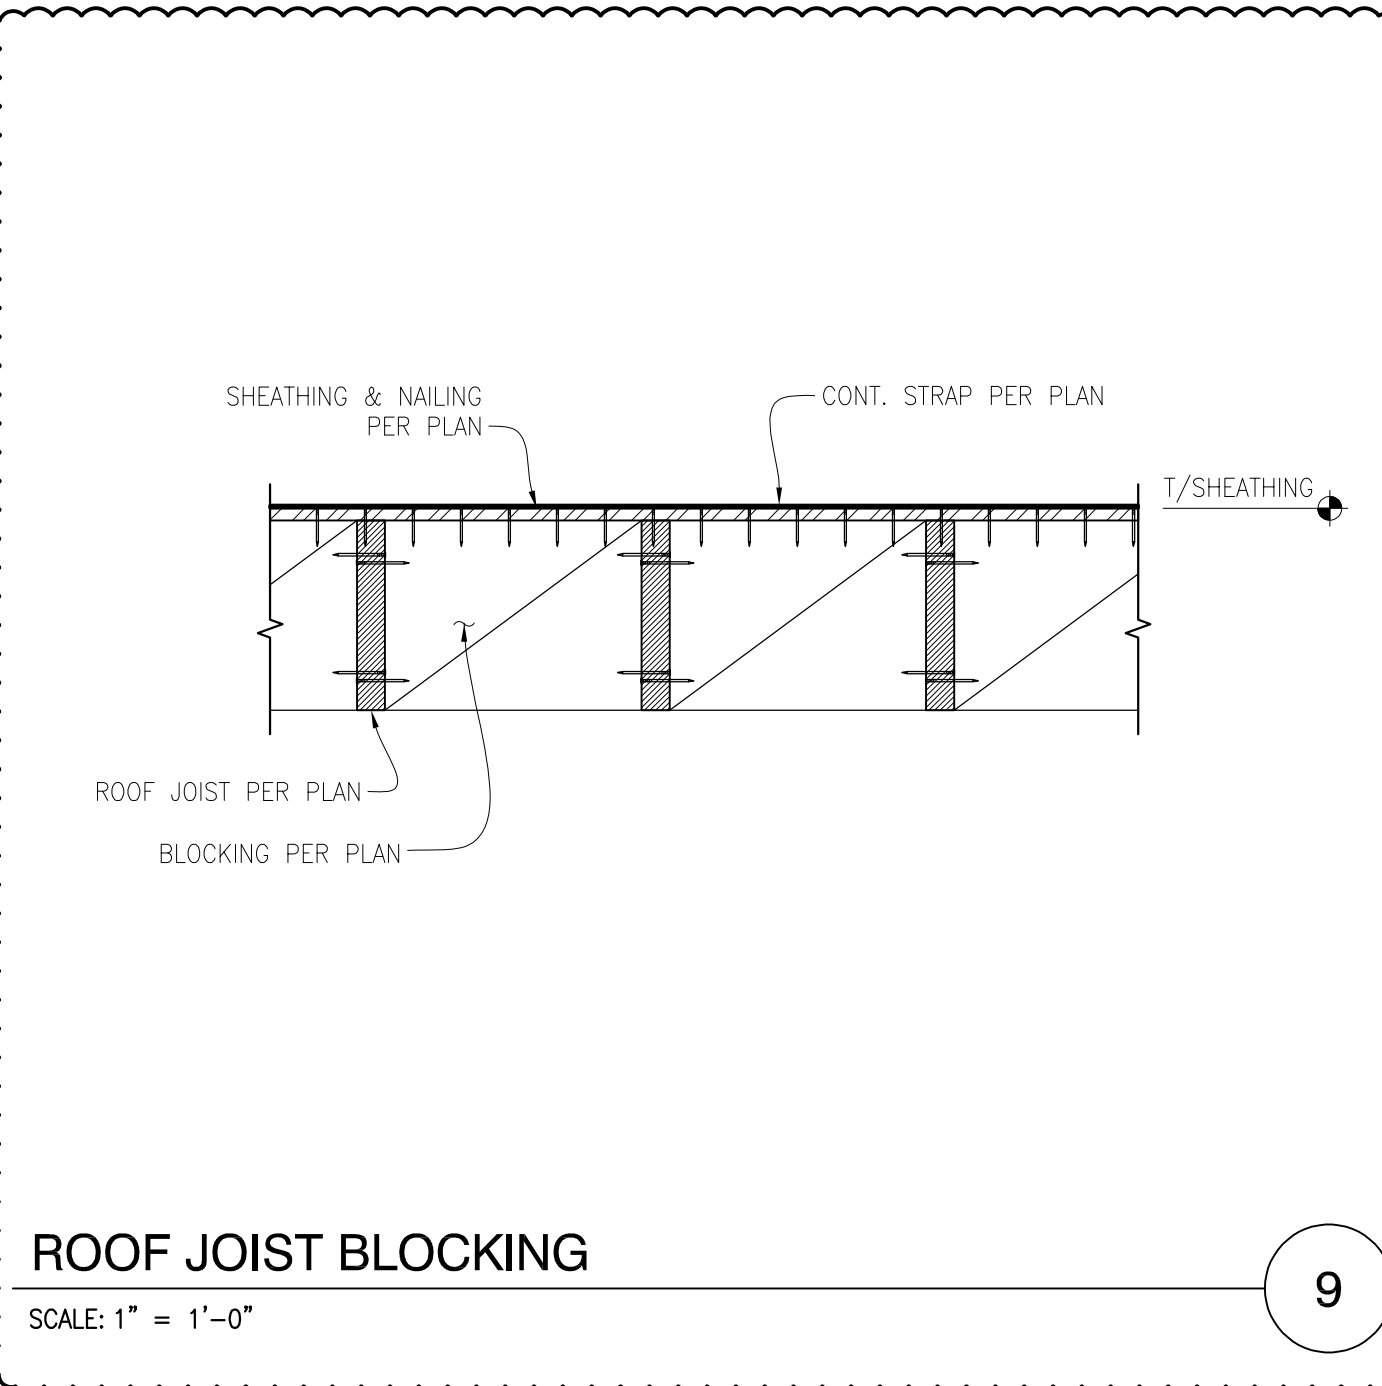 SHEATHING & NAILING
PER PLAN
CONT. STRAP PER PLAN
T/SHEATHING
ROOF JOIST PER PLAN
BLOCKING PER PLAN
ROOF JOIST BLOCKING
9
SCALE: 1" = 1'-0"